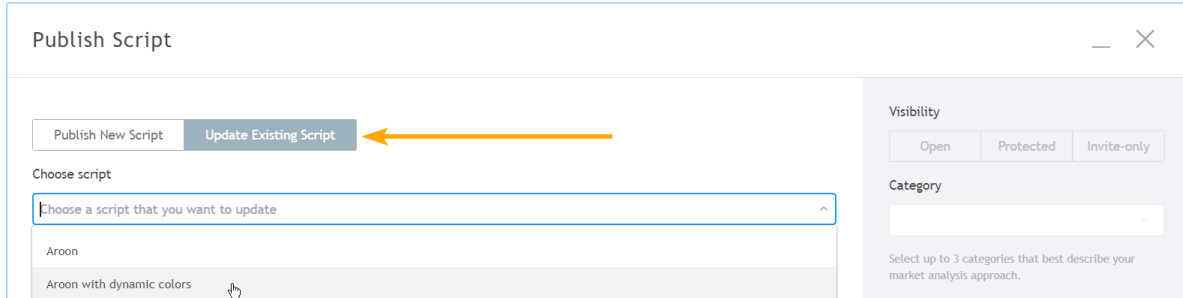 Publish Script
Publish New Script
Update Existing Script
Choose script
Choose a script that you want to update
Aroon
Aroon with dynamic colors
Visibility
Open
Protected
Invite-only
Category
Select up to 3 categories that best describe your
market analysis approach.